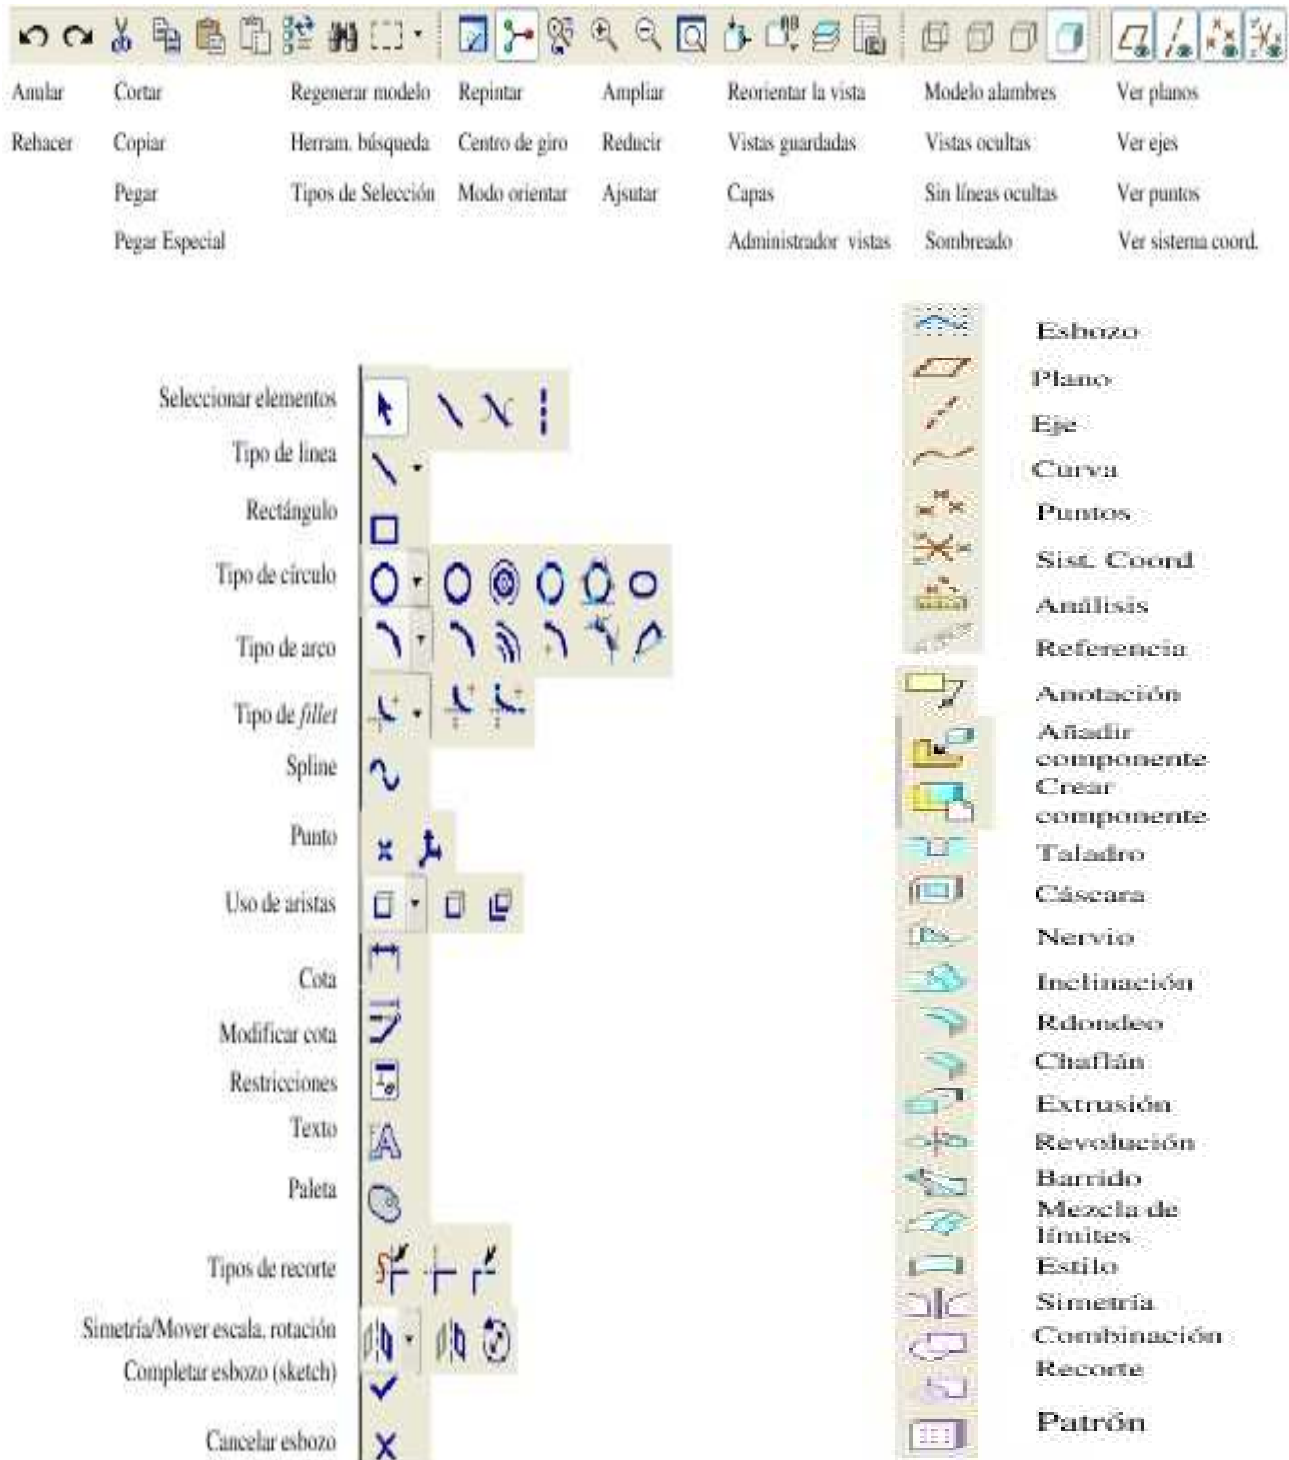 Anular Cortar Regenerar modelo Repintar Ampliar Reorientar la vista Modelo alambres Ver planos
Rehacer Copiar Herram. búsqueda Centro de giro Reducir Vistas guardadas Vistas ocultas Ver ejes
Pegar Tipos de Selección Modo orientar Ajsutar Capas Sin líneas ocultas Ver puntos
Pegar Especial Administrador vistas Sombreado Ver sistema coord.
Seleccionar elementos
Tipo de linea
Rectángulo
Tipo de círculo
Tipo de arco
Tipo de fillet
Spline
Punto
Uso de aristas
Cota
Modificar cota
Restricciones
Texto
Paleta
Tipos de recorte
Simetría/Mover escala, rotación
Completar esbozo (sketch)
Cancelar esbozo
Esbozo
Plano
Eje
Curva
Puntos
Sist. Coord
Análisis
Referencia
Anotación
Añadir
componente
Crear
componente
Taladro
Cáscara
Nervio
Inclinación
Rdondeo
Chaflán
Extrusión
Revolución
Barrido
Mezcla de
límites
Estilo
Simetría
Combinación
Recorte
Patrón